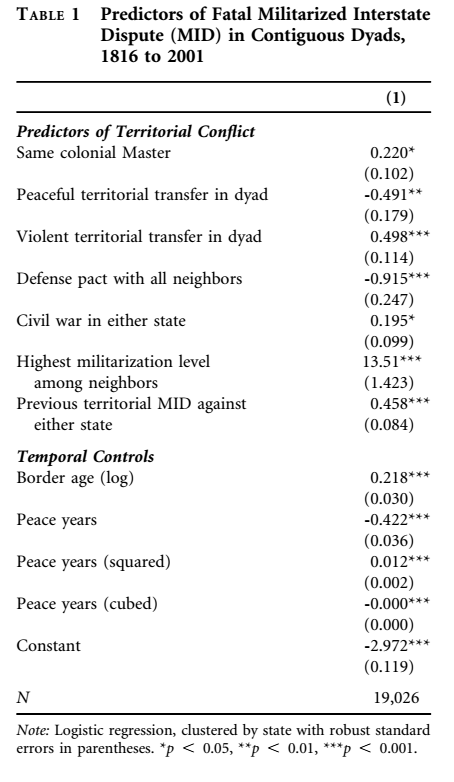 TABLE 1 Predictors of Fatal Militarized Interstate
Dispute (MID) in Contiguous Dyads,
1816 to 2001
(1)
Predictors of Territorial Conflict
Same colonial Master 0.220*
(0.102)
Peaceful territorial transfer in dyad -0.491**
(0.179)
Violent territorial transfer in dyad 0.498***
(0.114)
Defense pact with all neighbors -0.915***
(0.247)
Civil war in either state 0.195*
(0.099)
Highest militarization level 13.51***
among neighbors (1.423)
Previous territorial MID against 0.458***
either state (0.084)
Temporal Controls
Border age (log) 0.218***
(0.030)
Peace years -0.422***
(0.036)
Peace years (squared) 0.012***
(0.002)
Peace years (cubed) -0.000***
(0.000)
Constant -2.972***
(0.119)
N 19,026
Note: Logistic regression, clustered by state with robust standard
errors in parentheses. *p < 0.05, **p < 0.01, ***p < 0.001.